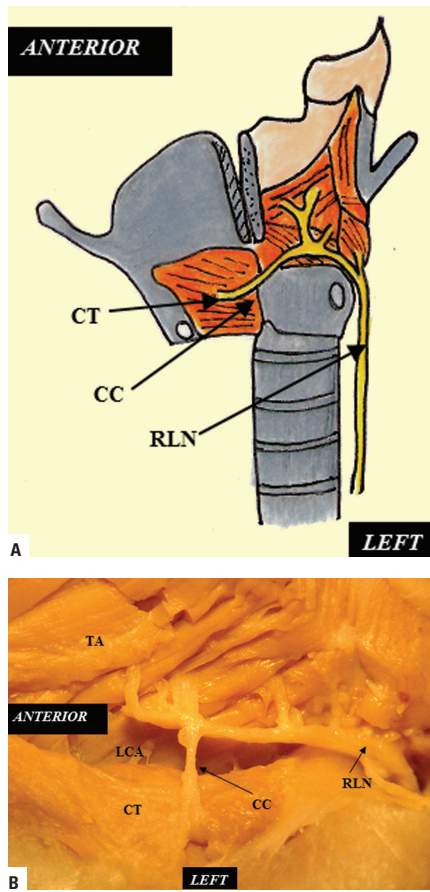 ANTERIOR
CT
CC
RLN
LEFT
A
TA
ANTERIOR
LCA
RLN
CT
CC
LEFT
B